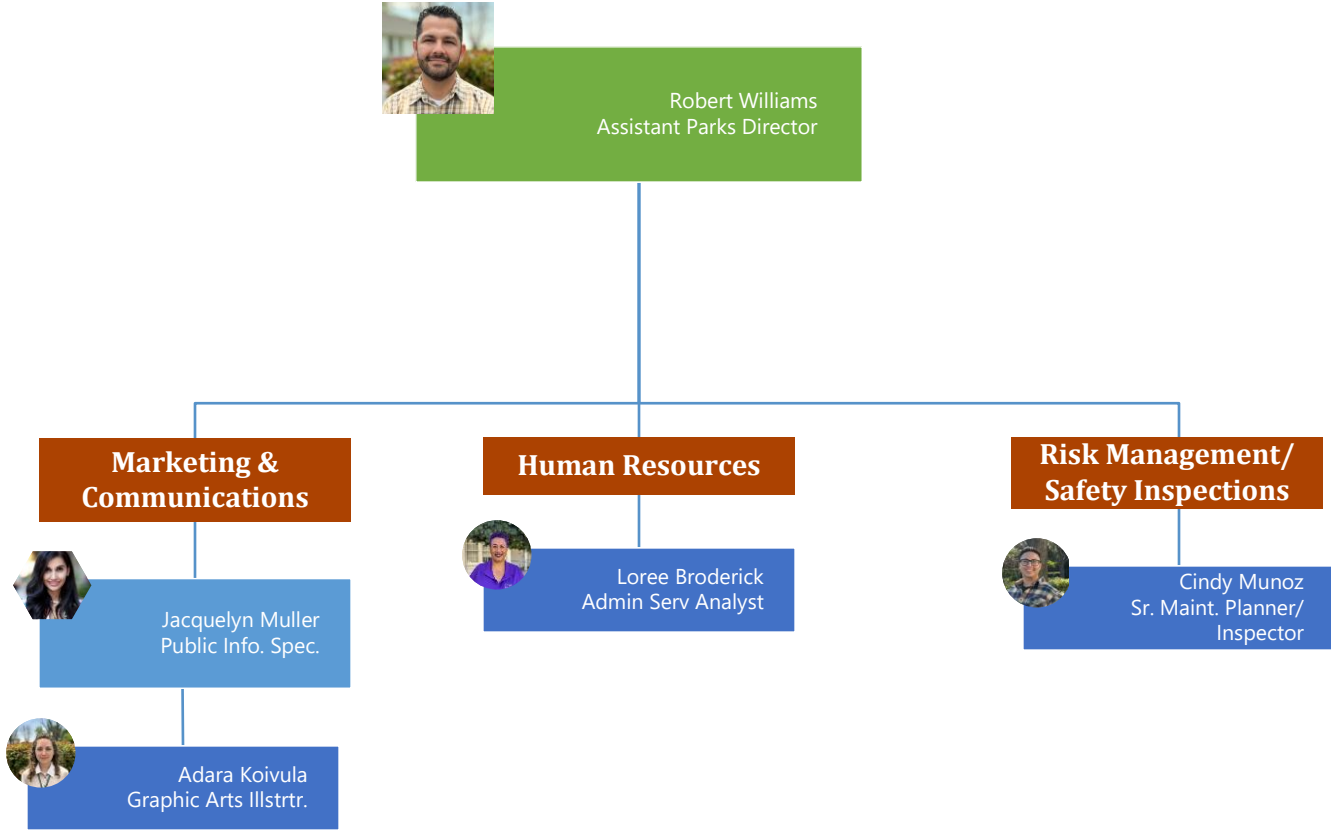 Robert Williams
Assistant Parks Director
Marketing &
Communications
Human Resources
Risk Management/
Safety Inspections
Jacquelyn Muller
Public Info. Spec.
Loree Broderick
Admin Serv Analyst
Cindy Munoz
Sr. Maint. Planner/
Inspector
Adara Koivula
Graphic Arts Illstrtr.